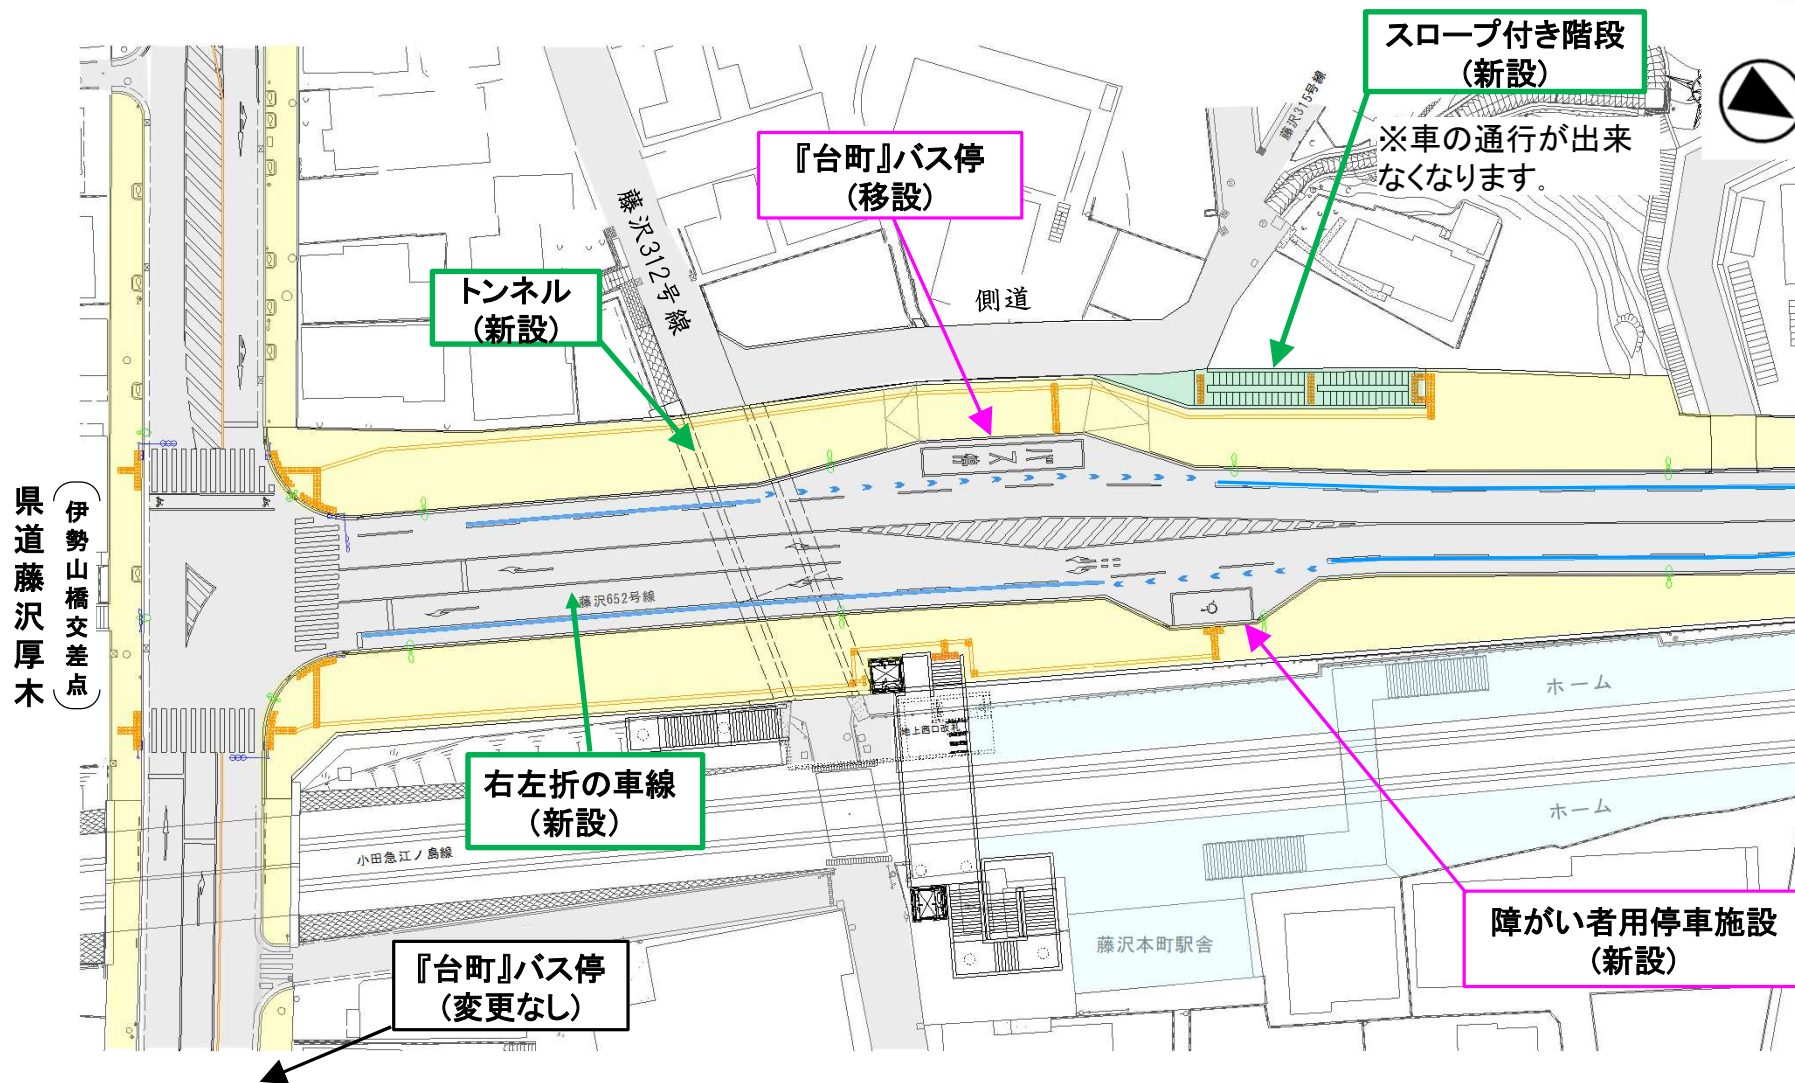 スロープ付き階段
(新設)
※車の通行が出来
なくなります。
藤沢315号線
『台町』バス停
(移設)
藤沢312号線
トンネル
(新設)
側道
バス
停
県道藤沢厚木
(伊勢山橋交差点)
藤沢652号線
地上西口改札
ホーム
右左折の車線
(新設)
ホーム
小田急江ノ島線
障がい者用停車施設
(新設)
藤沢本町駅舎
『台町』バス停
(変更なし)